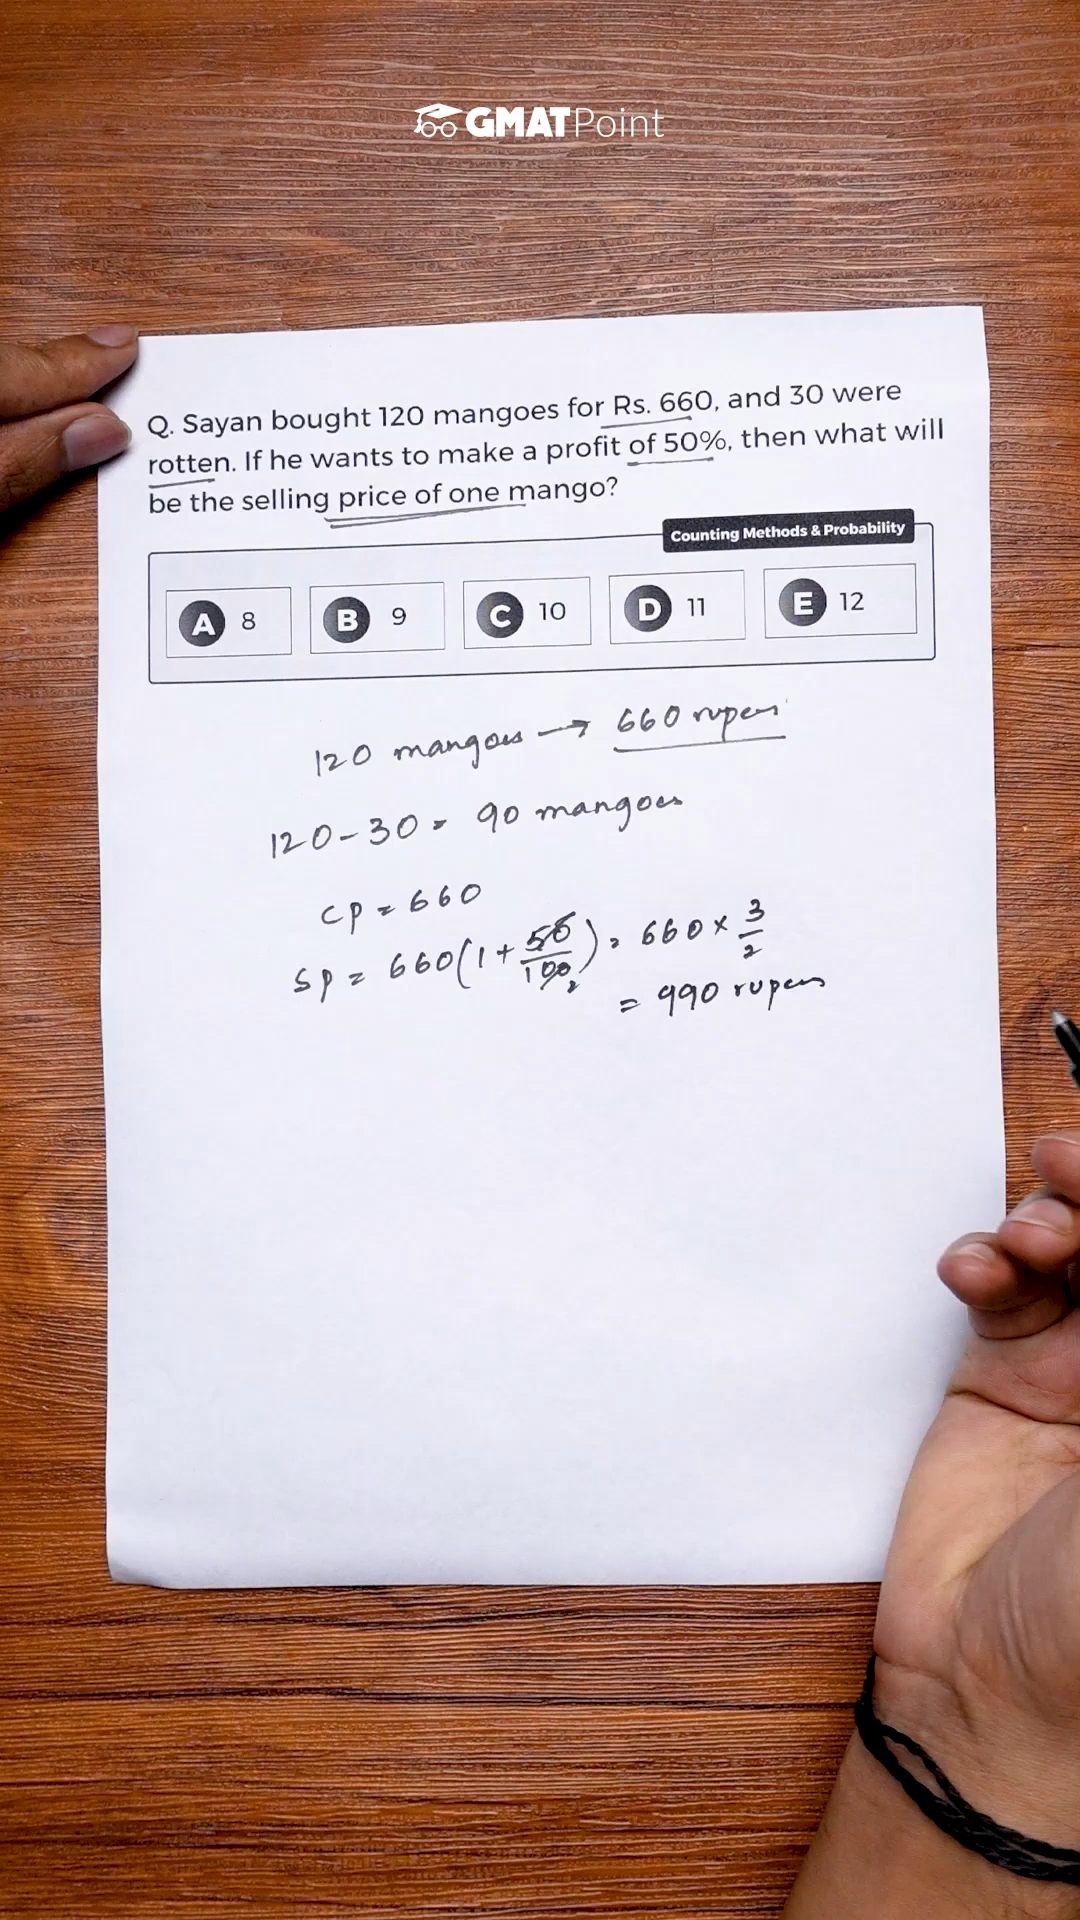 GMATPoint
Q. Sayan bought 120 mangoes for Rs. 660, and 30 were
rotten. If he wants to make a profit of 50%, then what will
be the selling price of one mango?
Counting Methods & Probability
A 8 B 9 C 10 D 11 E 12
120 mangoes → 660 rupees
120-30 = 90 mangoes
CP = 660
SP = 660(1 + 50/100 2) = 660 × 3/2
= 990 rupees